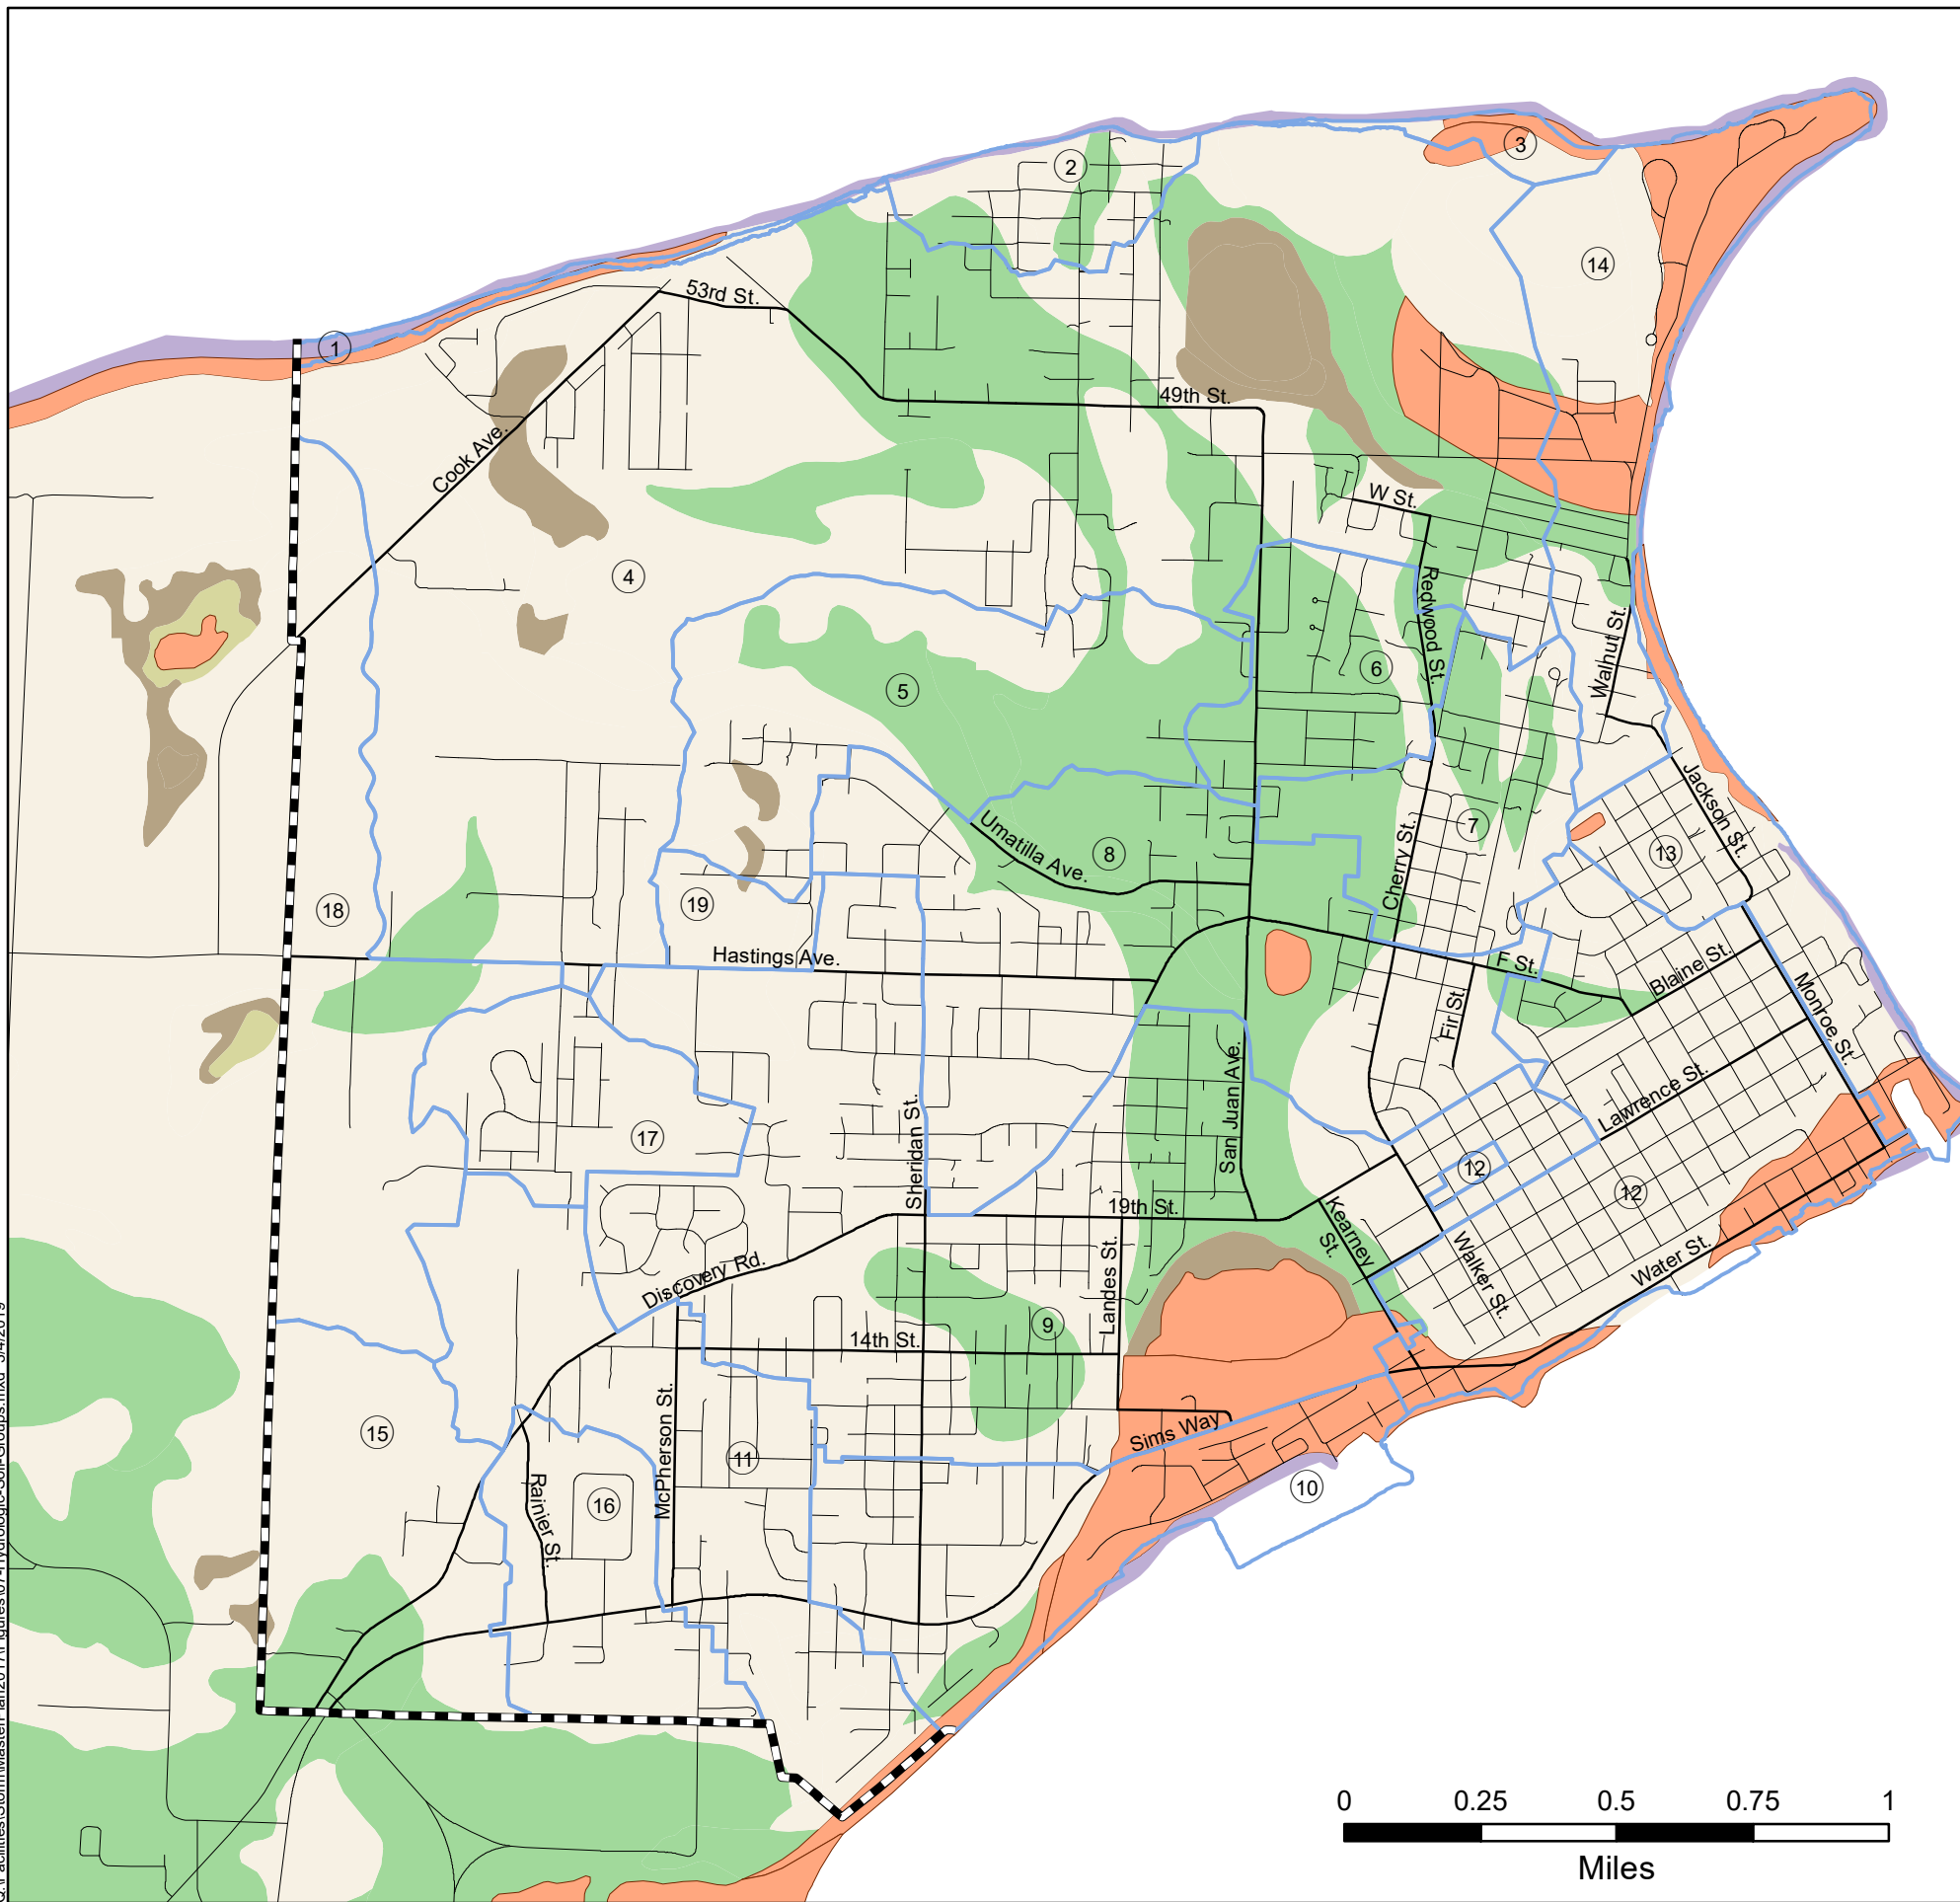 3
2
14
53rd St.
1
49th St.
Cook Ave.
W St.
4
Redwood St.
Walnut St.
6
5
Jackson St.
Umatilla Ave.
8
7
Cherry St.
13
18
19
Hastings Ave.
F St.
Blaine St.
Monroe St.
Fir St.
San Juan Ave.
Lawrence St.
Sheridan St.
17
12
12
19th St.
Kearney
St.
Walker St.
Water St.
Discovery Rd.
Landes St.
9
14th St.
McPherson St.
15
Sims Way
11
10
16
Rainier St.
0 0.25 0.5 0.75 1
Miles